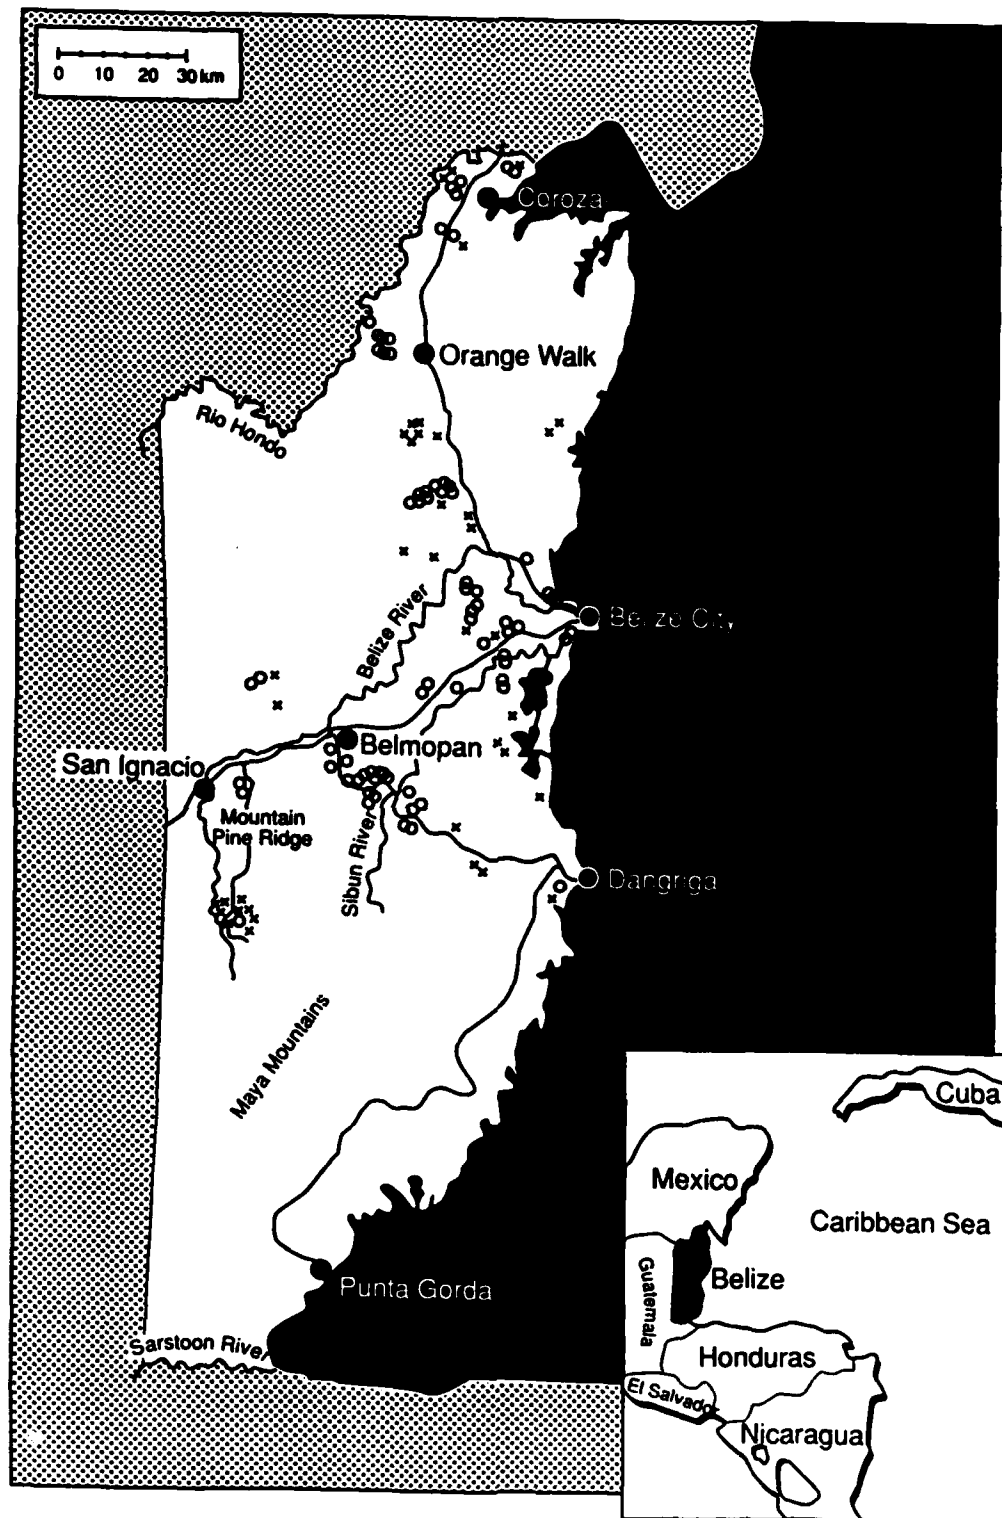 0 10 20 30 km
Coroza
Orange Walk
Rio Hondo
Belize River
Belize City
Belmopan
San Ignacio
Mountain
Pine Ridge
Sibun River
Dangriga
Maya Mountains
Punta Gorda
Sarstoon River
Cuba
Mexico
Caribbean Sea
Guatemala
Belize
Honduras
El Salvador
Nicaragua